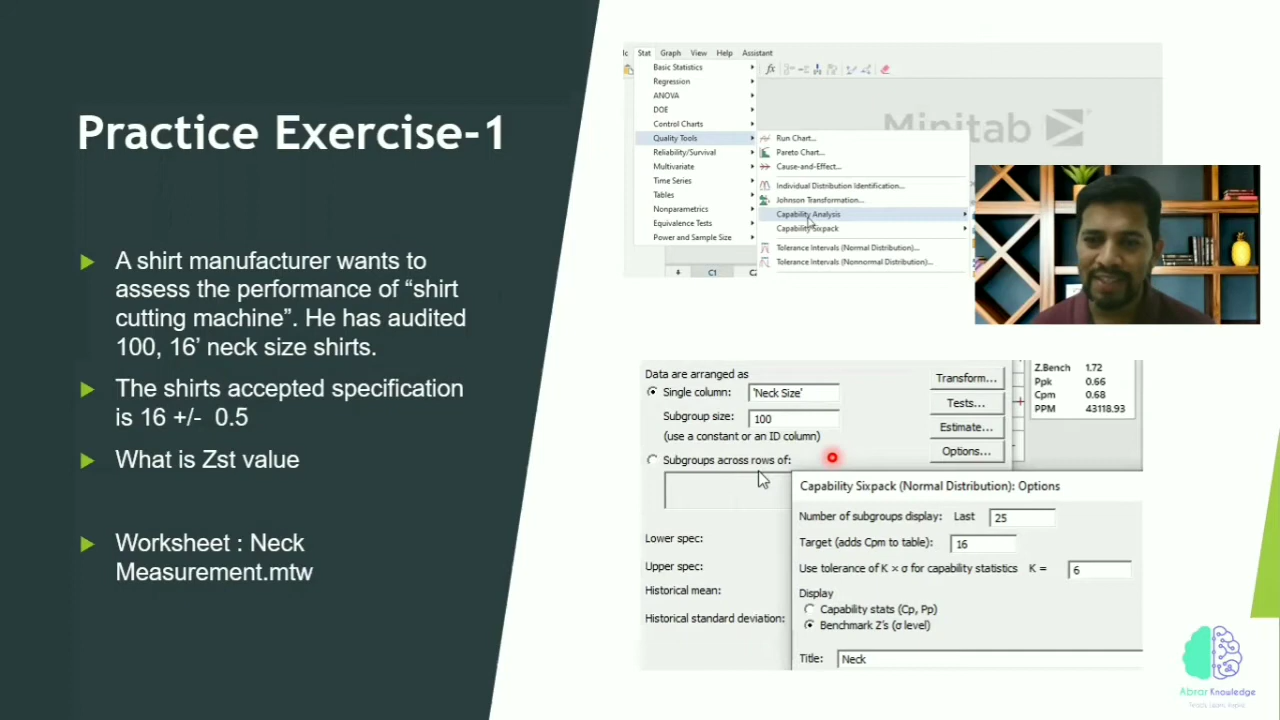 Practice Exercise-1
A shirt manufacturer wants to
assess the performance of “shirt
cutting machine”. He has audited
100, 16’ neck size shirts.
The shirts accepted specification
is 16 +/- 0.5
What is Zst value
Worksheet : Neck
Measurement.mtw
Stat Graph View Help Assistant
Basic Statistics
Regression
ANOVA
DOE
Control Charts
Quality Tools
Reliability/Survival
Multivariate
Time Series
Tables
Nonparametrics
Equivalence Tests
Power and Sample Size
Minitab
Run Chart...
Pareto Chart...
Cause-and-Effect...
Individual Distribution Identification...
Johnson Transformation...
Capability Analysis
Capability Sixpack
Tolerance Intervals (Normal Distribution)...
Tolerance Intervals (Nonnormal Distribution)...
C1
Data are arranged as
Single column: 'Neck Size'
Subgroup size: 100
(use a constant or an ID column)
Subgroups across rows of:
Lower spec:
Upper spec:
Historical mean:
Historical standard deviation:
Transform...
Tests...
Estimate...
Options...
Z.Bench 1.72
Ppk 0.66
Cpm 0.68
PPM 43118.93
Capability Sixpack (Normal Distribution): Options
Number of subgroups display: Last 25
Target (adds Cpm to table): 16
Use tolerance of K × σ for capability statistics K = 6
Display
Capability stats (Cp, Pp)
Benchmark Z's (σ level)
Title: Neck
Abrar Knowledge